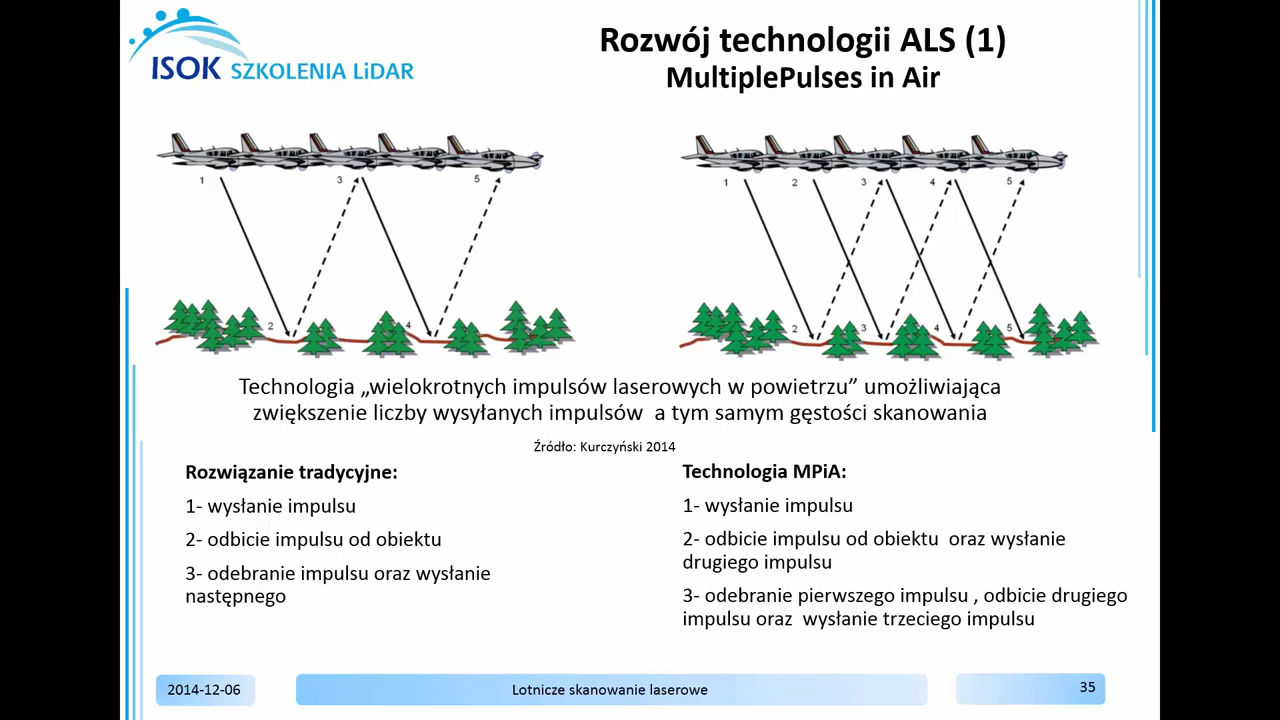 Rozwój technologii ALS (1)
MultiplePulses in Air
ISOK SZKOLENIA LiDAR
1 3 5
2 4
1 2 3 4 5
2 3 4 5
Technologia „wielokrotnych impulsów laserowych w powietrzu” umożliwiająca
zwiększenie liczby wysyłanych impulsów a tym samym gęstości skanowania
Źródło: Kurczyński 2014
Rozwiązanie tradycyjne:
1- wysłanie impulsu
2- odbicie impulsu od obiektu
3- odebranie impulsu oraz wysłanie
następnego
Technologia MPiA:
1- wysłanie impulsu
2- odbicie impulsu od obiektu oraz wysłanie
drugiego impulsu
3- odebranie pierwszego impulsu , odbicie drugiego
impulsu oraz wysłanie trzeciego impulsu
2014-12-06
Lotnicze skanowanie laserowe
35